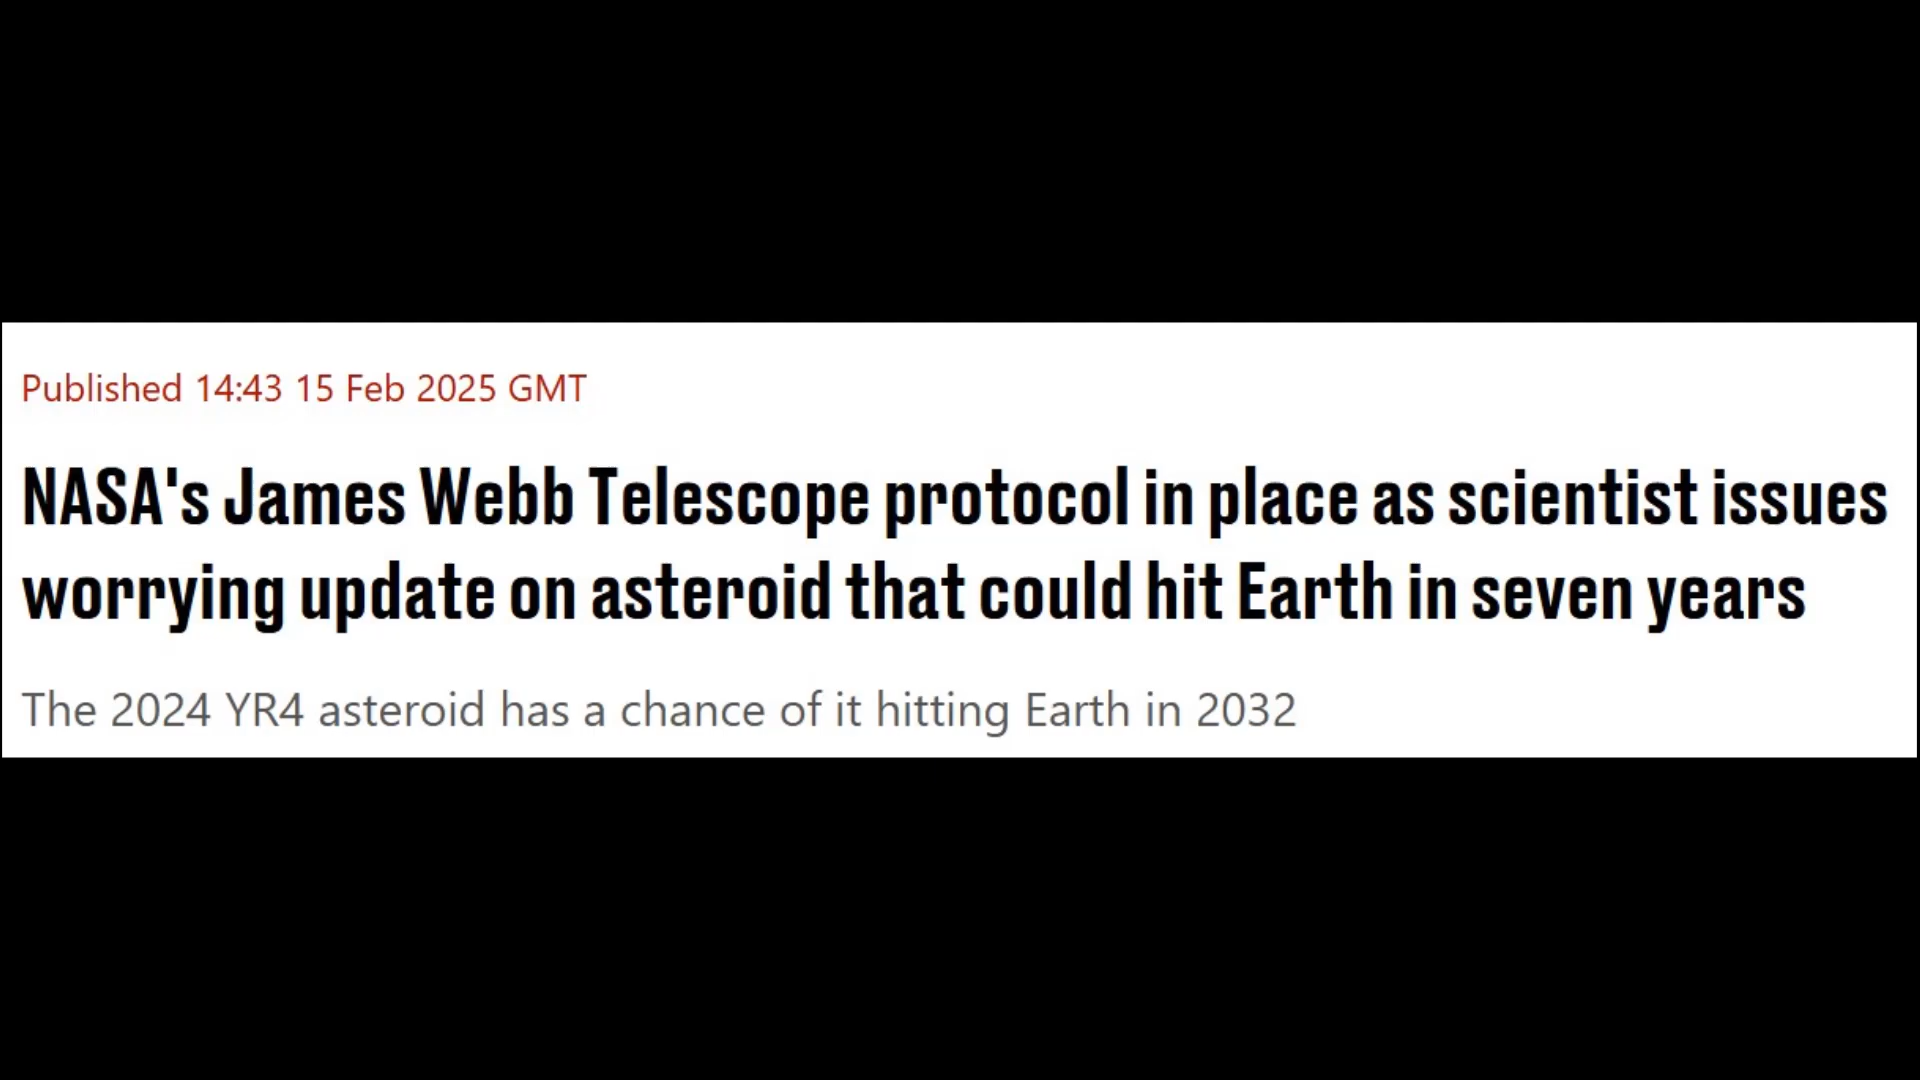 Published 14:43 15 Feb 2025 GMT
NASA's James Webb Telescope protocol in place as scientist issues
worrying update on asteroid that could hit Earth in seven years
The 2024 YR4 asteroid has a chance of it hitting Earth in 2032